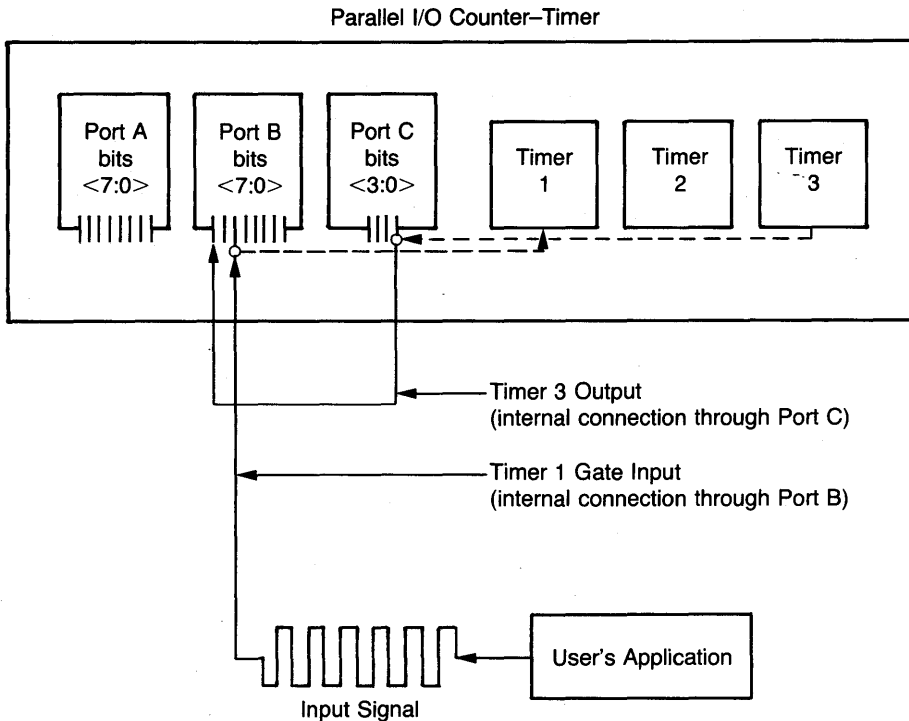 Parallel I/O Counter–Timer
Port A
bits
<7:0>
Port B
bits
<7:0>
Port C
bits
<3:0>
Timer
1
Timer
2
Timer
3
Timer 3 Output
(internal connection through Port C)
Timer 1 Gate Input
(internal connection through Port B)
User's Application
Input Signal